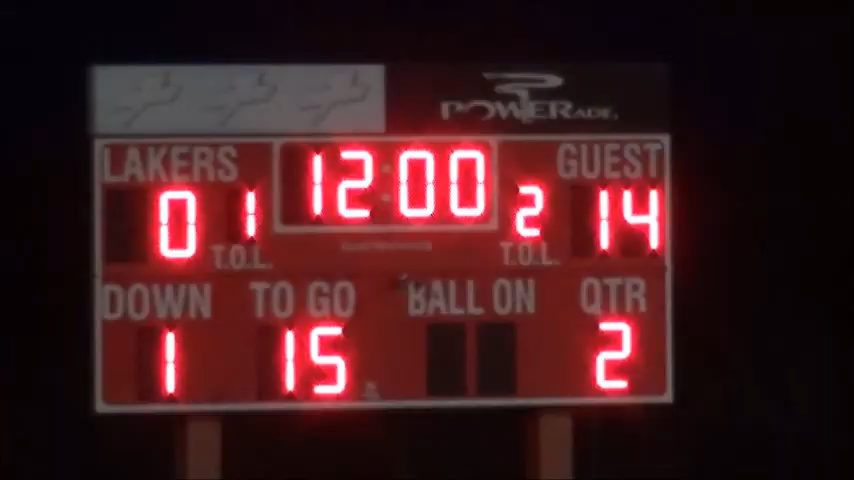 POWERADE
LAKERS 12:00 GUEST
0 1 2 14
T.O.L. T.O.L.
DOWN TO GO BALL ON QTR
1 15 2